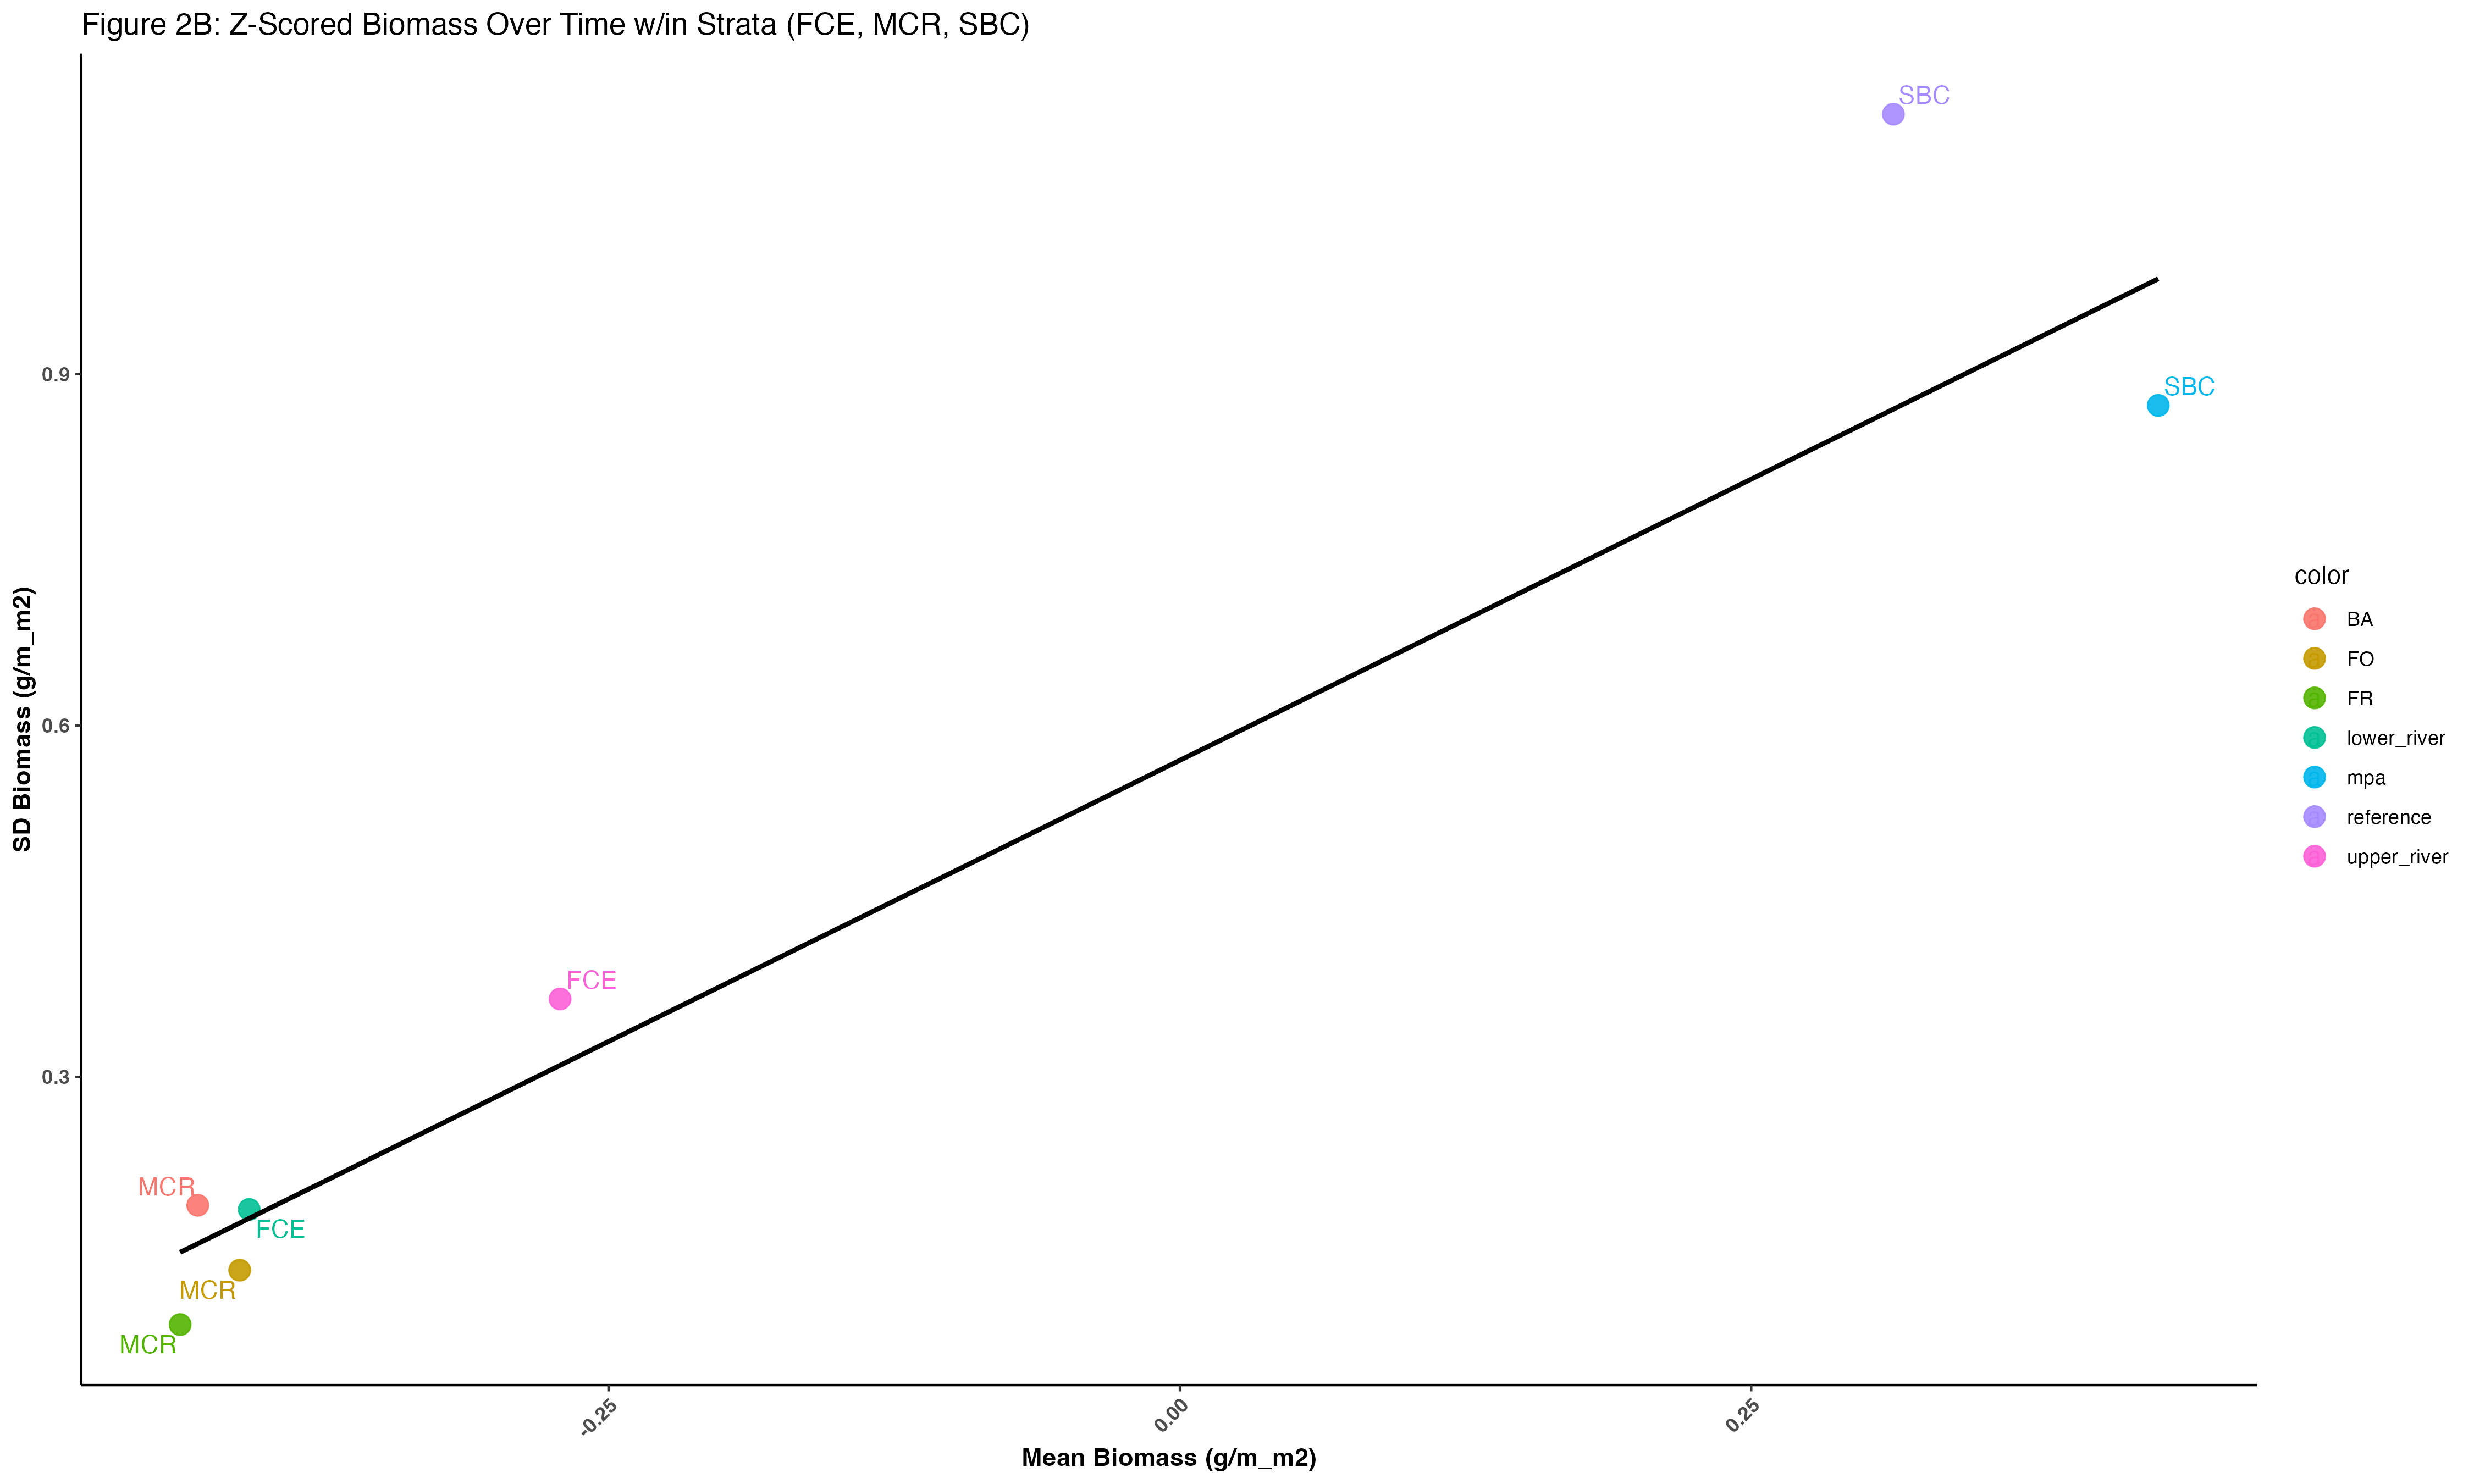 Figure 2B: Z-Scored Biomass Over Time w/in Strata (FCE, MCR, SBC)
SBC
0.9
SBC
SD Biomass (g/m_m2)
color
BA
FO
FR
lower_river
mpa
reference
upper_river
0.6
FCE
0.3
MCR
FCE
MCR
MCR
-0.25
0.00
0.25
Mean Biomass (g/m_m2)